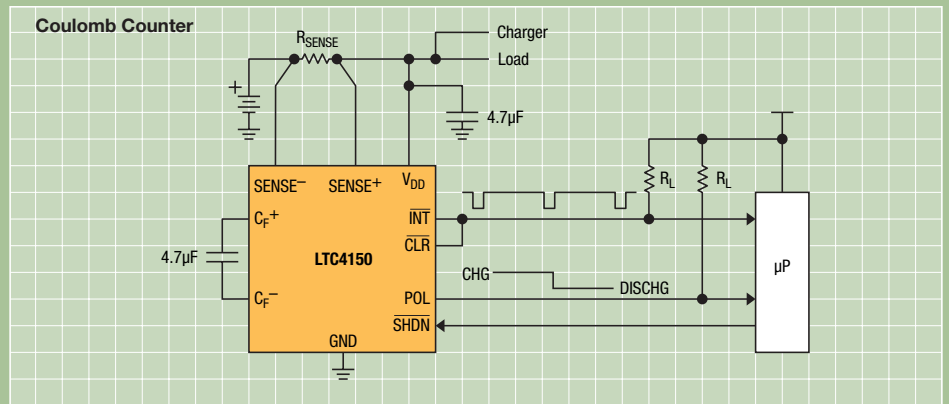 Coulomb Counter
RSENSE
Charger
Load
+
4.7µF
SENSE− SENSE+ VDD
CF+
INT
RL
RL
CLR
4.7µF
LTC4150
µP
CHG
DISCHG
CF−
POL
SHDN
GND